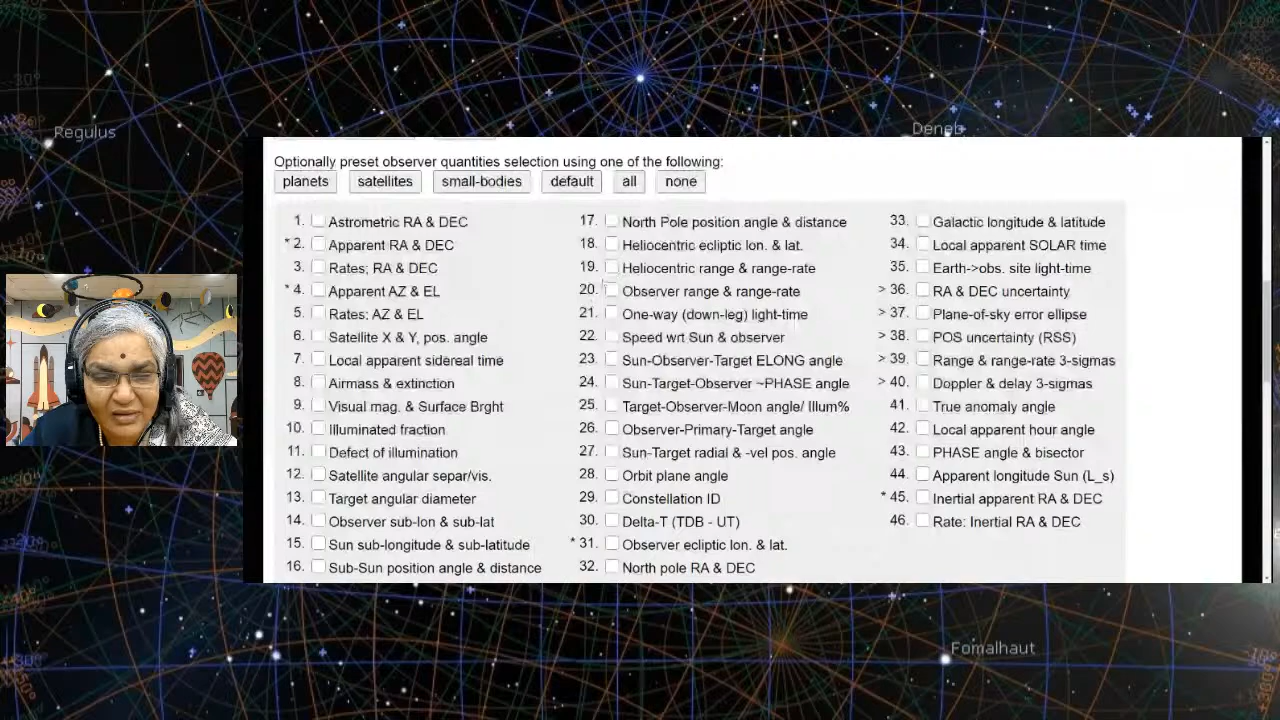 Regulus
Deneb
Optionally preset observer quantities selection using one of the following:
planets satellites small-bodies default all none
1. Astrometric RA & DEC
* 2. Apparent RA & DEC
3. Rates; RA & DEC
* 4. Apparent AZ & EL
5. Rates; AZ & EL
6. Satellite X & Y, pos. angle
7. Local apparent sidereal time
8. Airmass & extinction
9. Visual mag. & Surface Brght
10. Illuminated fraction
11. Defect of illumination
12. Satellite angular separ/vis.
13. Target angular diameter
14. Observer sub-lon & sub-lat
15. Sun sub-longitude & sub-latitude
16. Sub-Sun position angle & distance
17. North Pole position angle & distance
18. Heliocentric ecliptic lon. & lat.
19. Heliocentric range & range-rate
20. Observer range & range-rate
21. One-way (down-leg) light-time
22. Speed wrt Sun & observer
23. Sun-Observer-Target ELONG angle
24. Sun-Target-Observer ~PHASE angle
25. Target-Observer-Moon angle/ Illum%
26. Observer-Primary-Target angle
27. Sun-Target radial & -vel pos. angle
28. Orbit plane angle
29. Constellation ID
30. Delta-T (TDB - UT)
* 31. Observer ecliptic lon. & lat.
32. North pole RA & DEC
33. Galactic longitude & latitude
34. Local apparent SOLAR time
35. Earth->obs. site light-time
> 36. RA & DEC uncertainty
> 37. Plane-of-sky error ellipse
> 38. POS uncertainty (RSS)
> 39. Range & range-rate 3-sigmas
> 40. Doppler & delay 3-sigmas
41. True anomaly angle
42. Local apparent hour angle
43. PHASE angle & bisector
44. Apparent longitude Sun (L_s)
* 45. Inertial apparent RA & DEC
46. Rate: Inertial RA & DEC
Fomalhaut